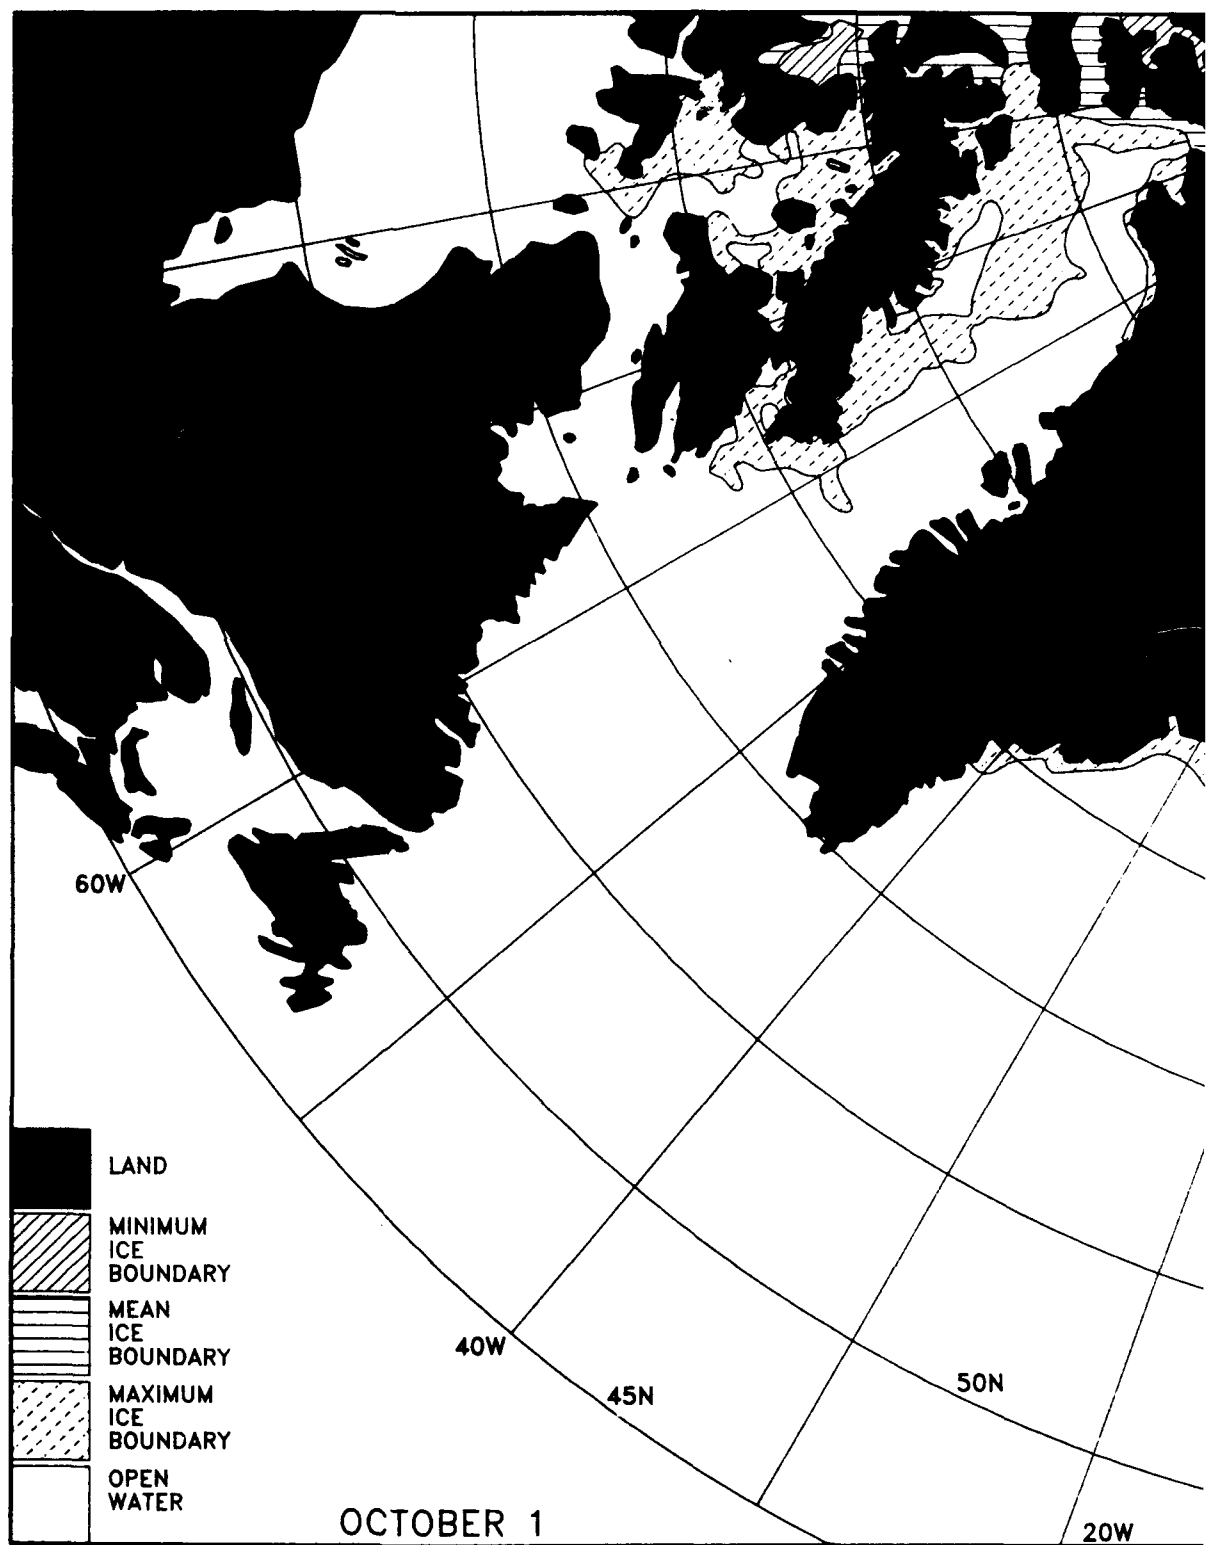 60W
LAND
MINIMUM
ICE
BOUNDARY
MEAN
ICE
BOUNDARY
MAXIMUM
ICE
BOUNDARY
OPEN
WATER
40W
45N
50N
OCTOBER 1
20W